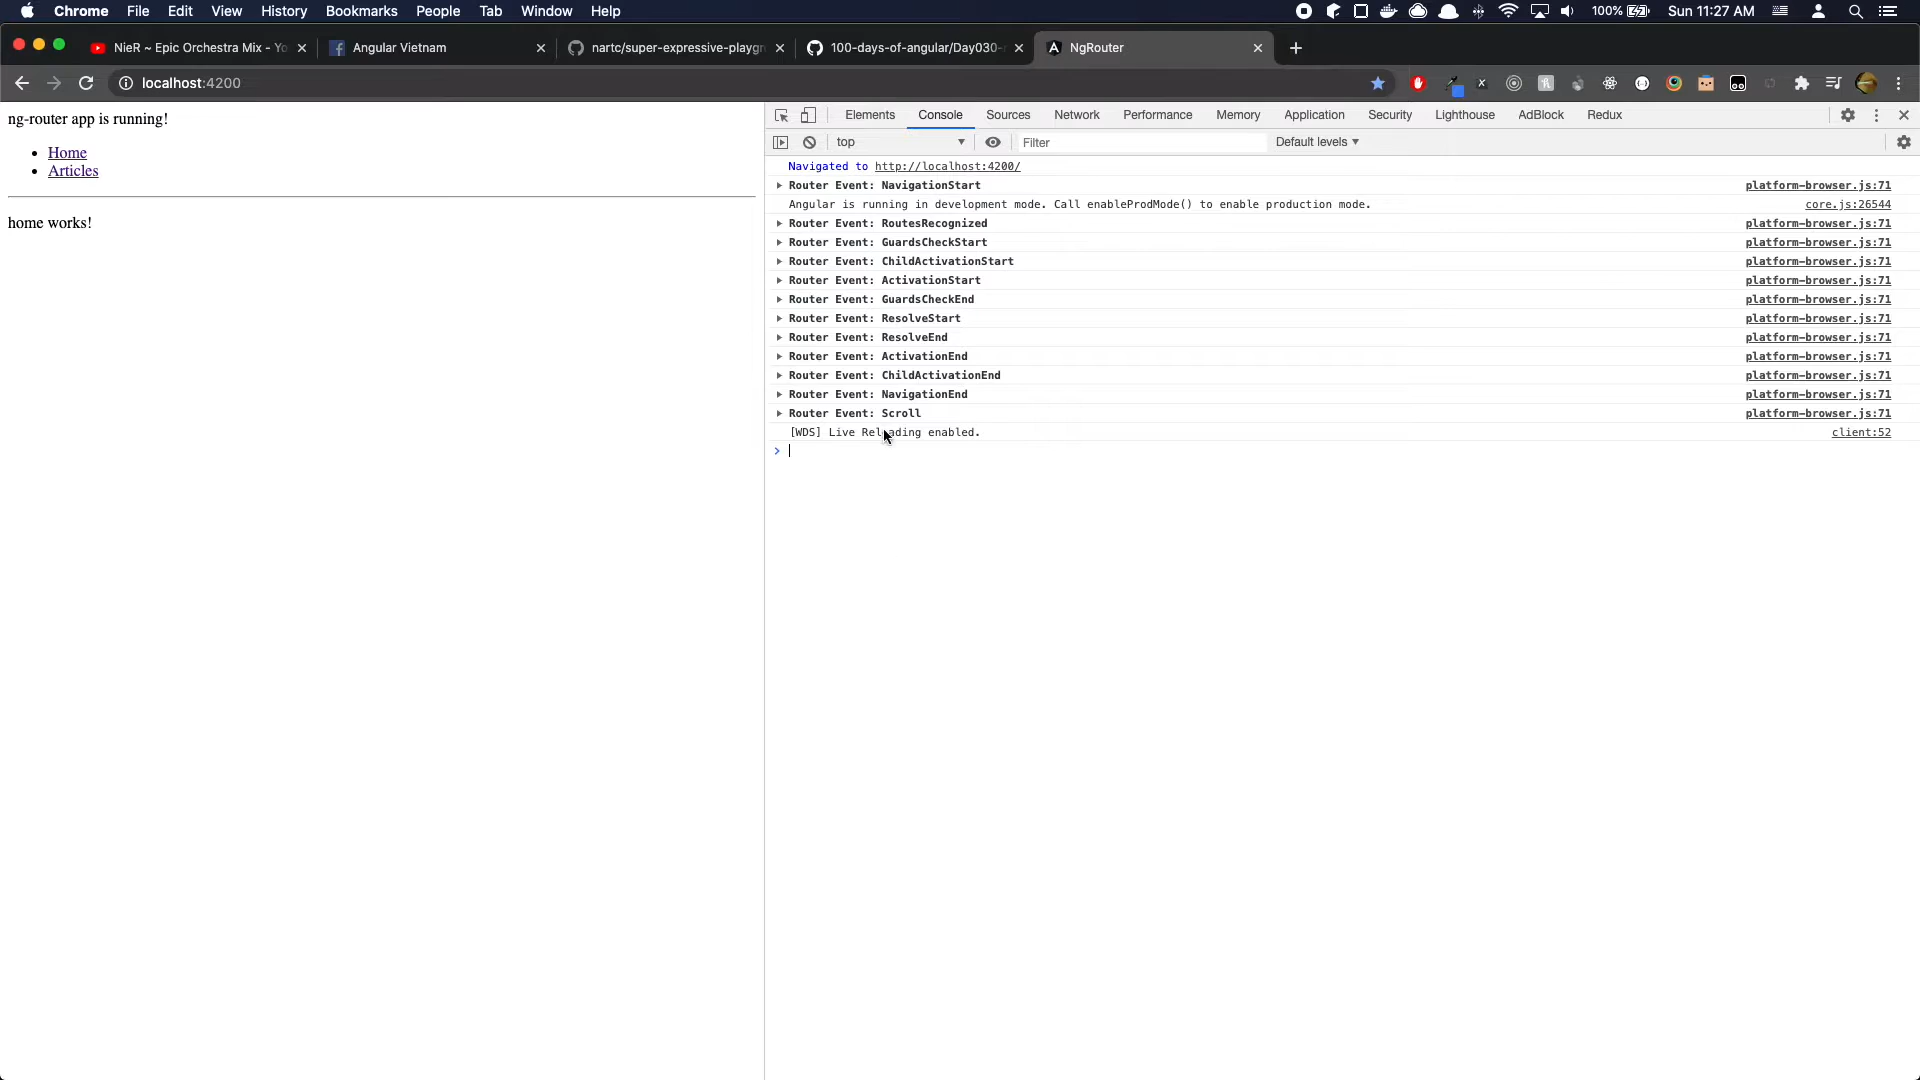 Chrome File Edit View History Bookmarks People Tab Window Help 100% Sun 11:27 AM
NieR ~ Epic Orchestra Mix - Yo Angular Vietnam nartc/super-expressive-playgr 100-days-of-angular/Day030- NgRouter
localhost:4200
ng-router app is running!
Home
Articles
home works!
Elements Console Sources Network Performance Memory Application Security Lighthouse AdBlock Redux
top Filter Default levels
Navigated to http://localhost:4200/
Router Event: NavigationStart platform-browser.js:71
Angular is running in development mode. Call enableProdMode() to enable production mode. core.js:26544
Router Event: RoutesRecognized platform-browser.js:71
Router Event: GuardsCheckStart platform-browser.js:71
Router Event: ChildActivationStart platform-browser.js:71
Router Event: ActivationStart platform-browser.js:71
Router Event: GuardsCheckEnd platform-browser.js:71
Router Event: ResolveStart platform-browser.js:71
Router Event: ResolveEnd platform-browser.js:71
Router Event: ActivationEnd platform-browser.js:71
Router Event: ChildActivationEnd platform-browser.js:71
Router Event: NavigationEnd platform-browser.js:71
Router Event: Scroll platform-browser.js:71
[WDS] Live Reloading enabled. client:52